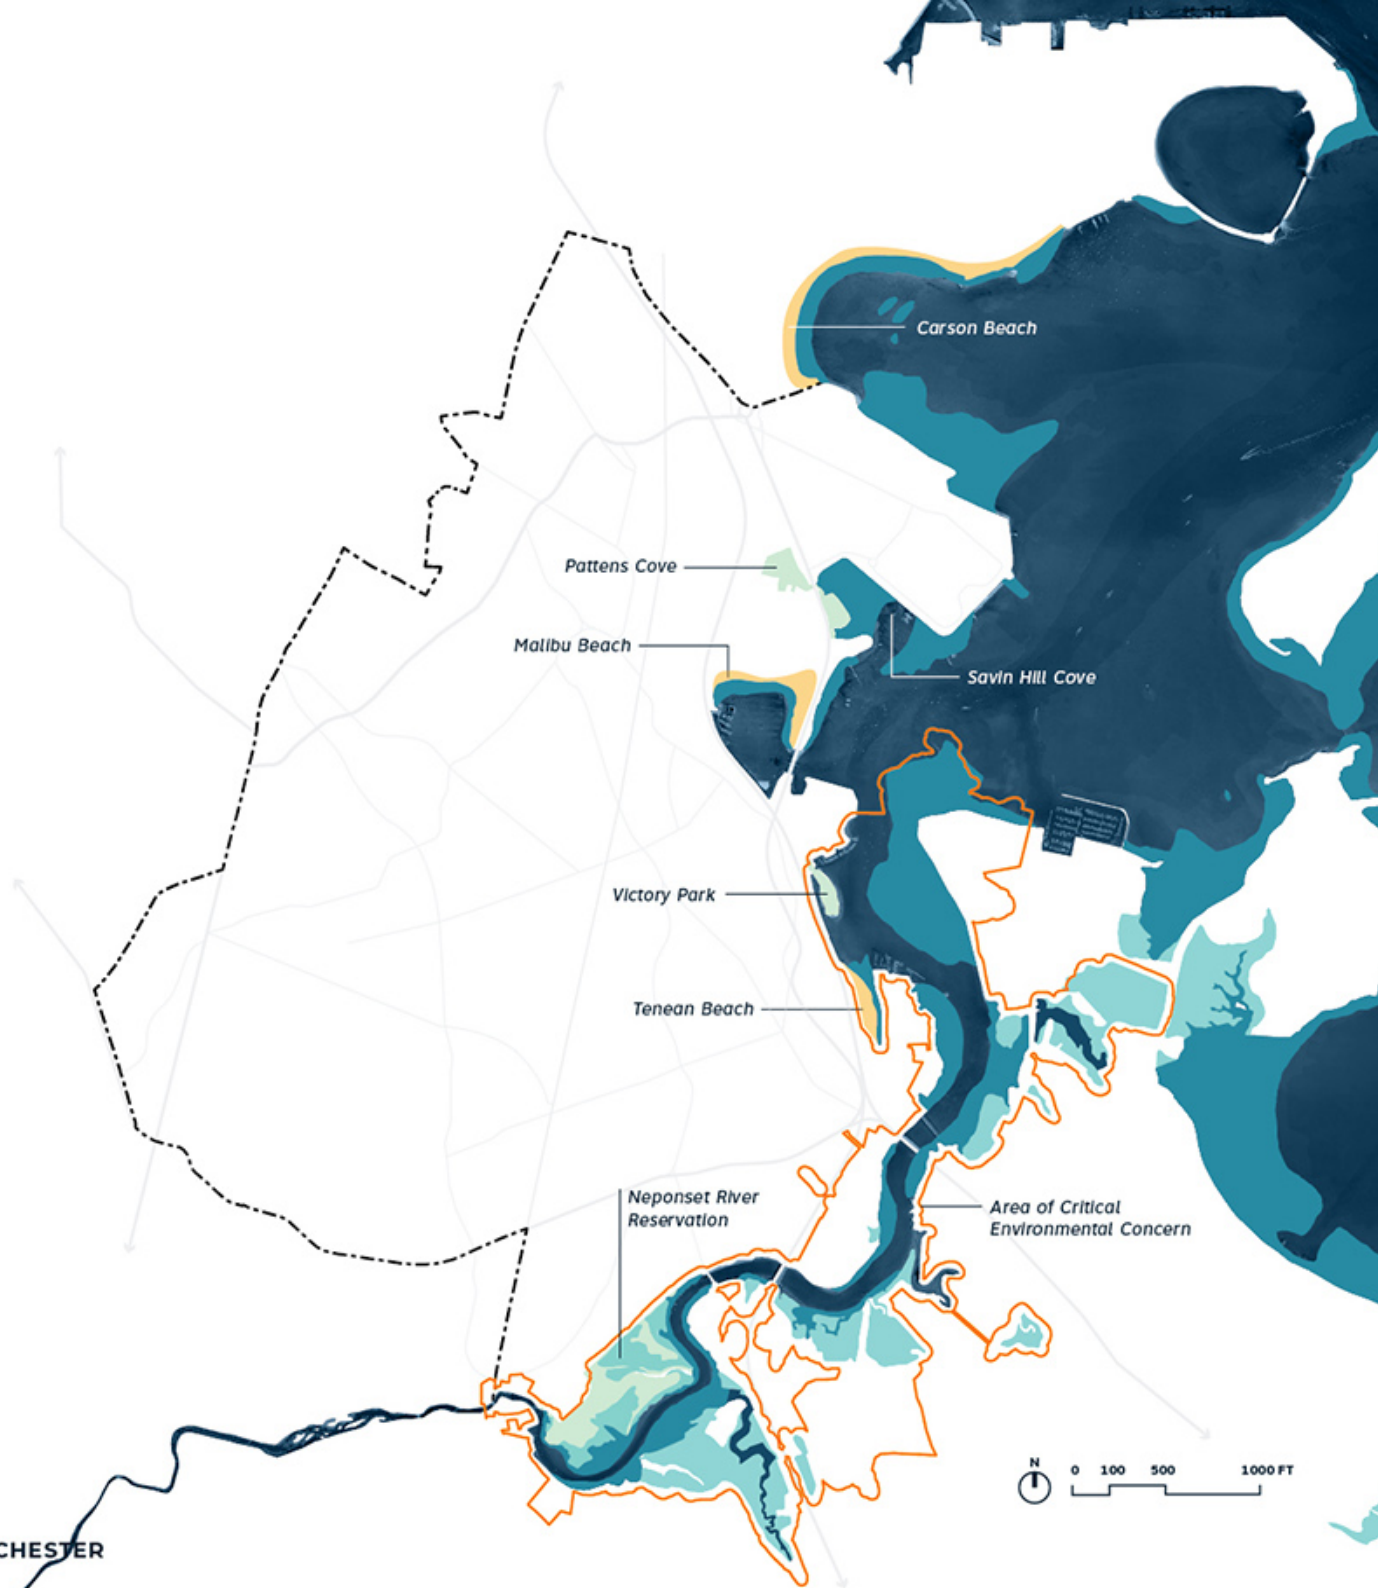 Carson Beach
Pattens Cove
Malibu Beach
Savin Hill Cove
Victory Park
Tenean Beach
Neponset River
Reservation
Area of Critical
Environmental Concern
N
0 100 500 1000 FT
CHESTER